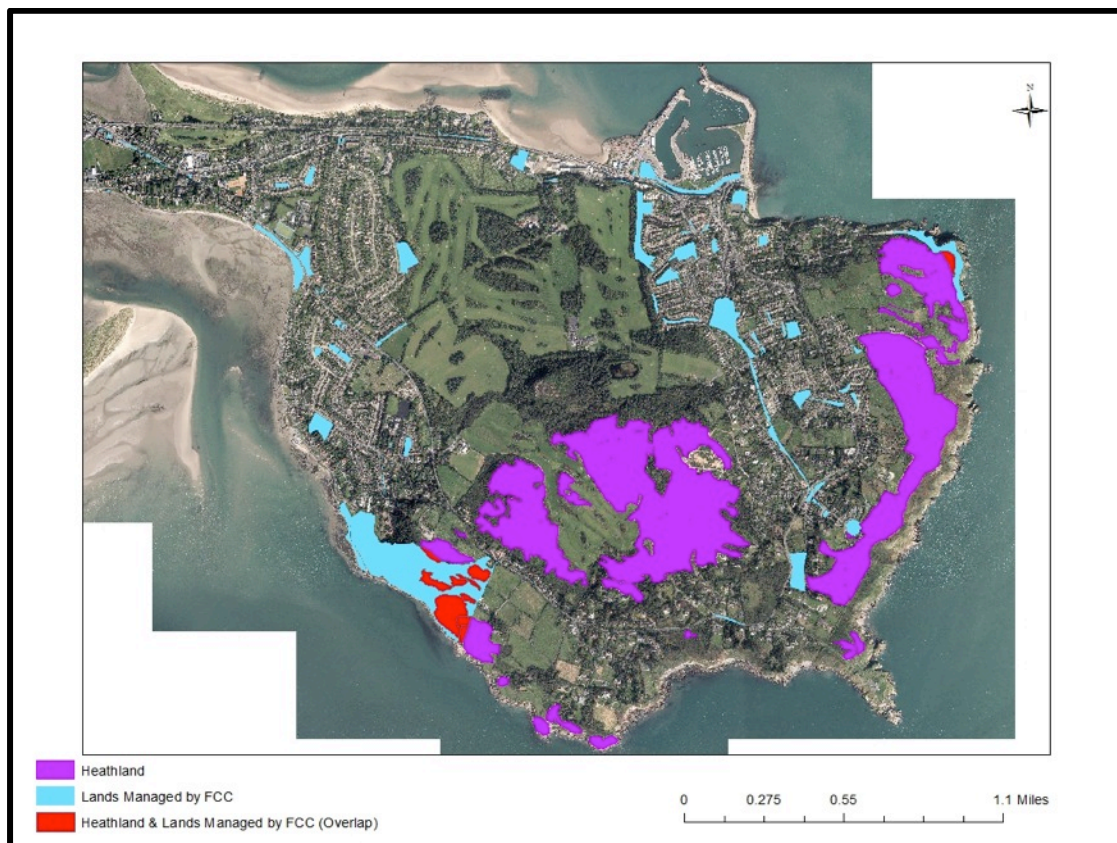 N
Heathland
Lands Managed by FCC
Heathland & Lands Managed by FCC (Overlap)
0 0.275 0.55 1.1 Miles